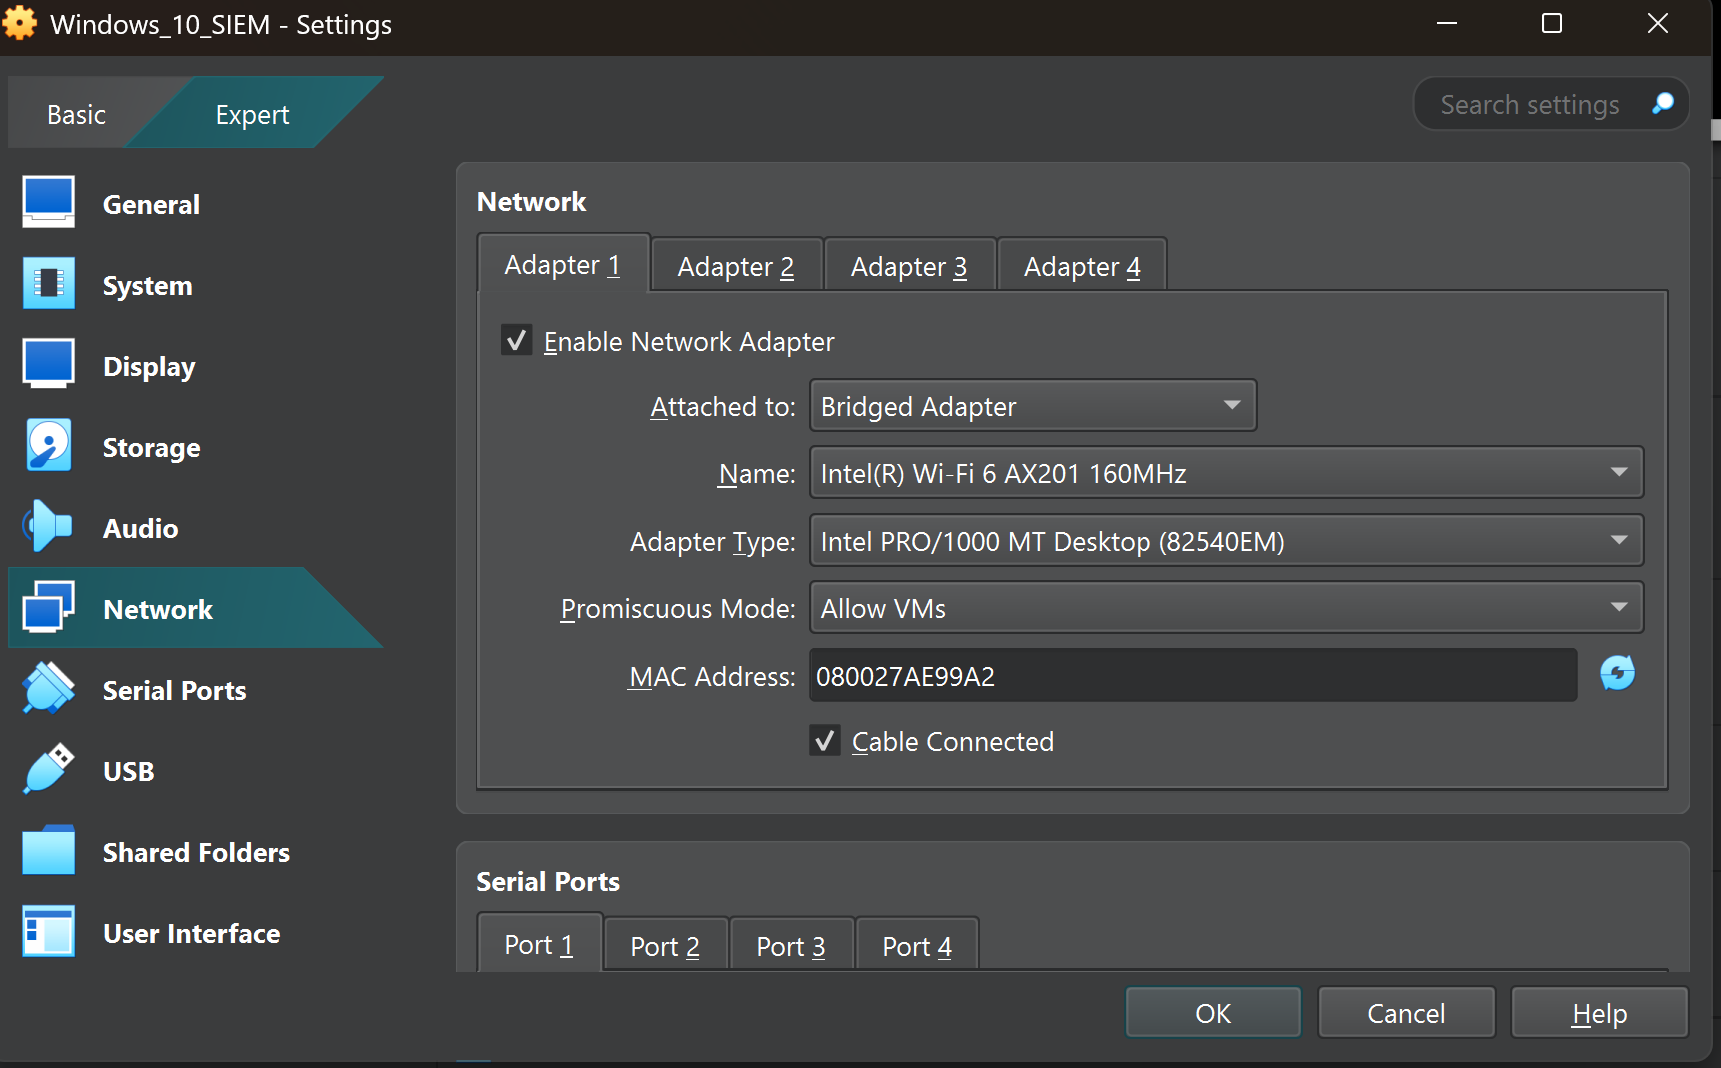 Windows_10_SIEM - Settings
Basic
Expert
Search settings
General
System
Display
Storage
Audio
Network
Serial Ports
USB
Shared Folders
User Interface
Network
Adapter 1
Adapter 2
Adapter 3
Adapter 4
Enable Network Adapter
Attached to: Bridged Adapter
Name: Intel(R) Wi-Fi 6 AX201 160MHz
Adapter Type: Intel PRO/1000 MT Desktop (82540EM)
Promiscuous Mode: Allow VMs
MAC Address: 080027AE99A2
Cable Connected
Serial Ports
Port 1
Port 2
Port 3
Port 4
OK
Cancel
Help